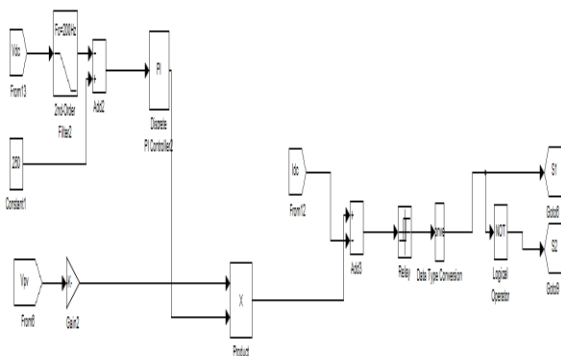 Fo=200Hz
Vdc
From13
2nd-Order
Filter2
Add2
PI
Discrete
PI Controller2
Constant1
Idc
From12
Add3
Relay
Data Type Conversion
NOT
Logical
Operator
S1
Goto8
S2
Goto9
Vpv
From8
Gain2
X
Product